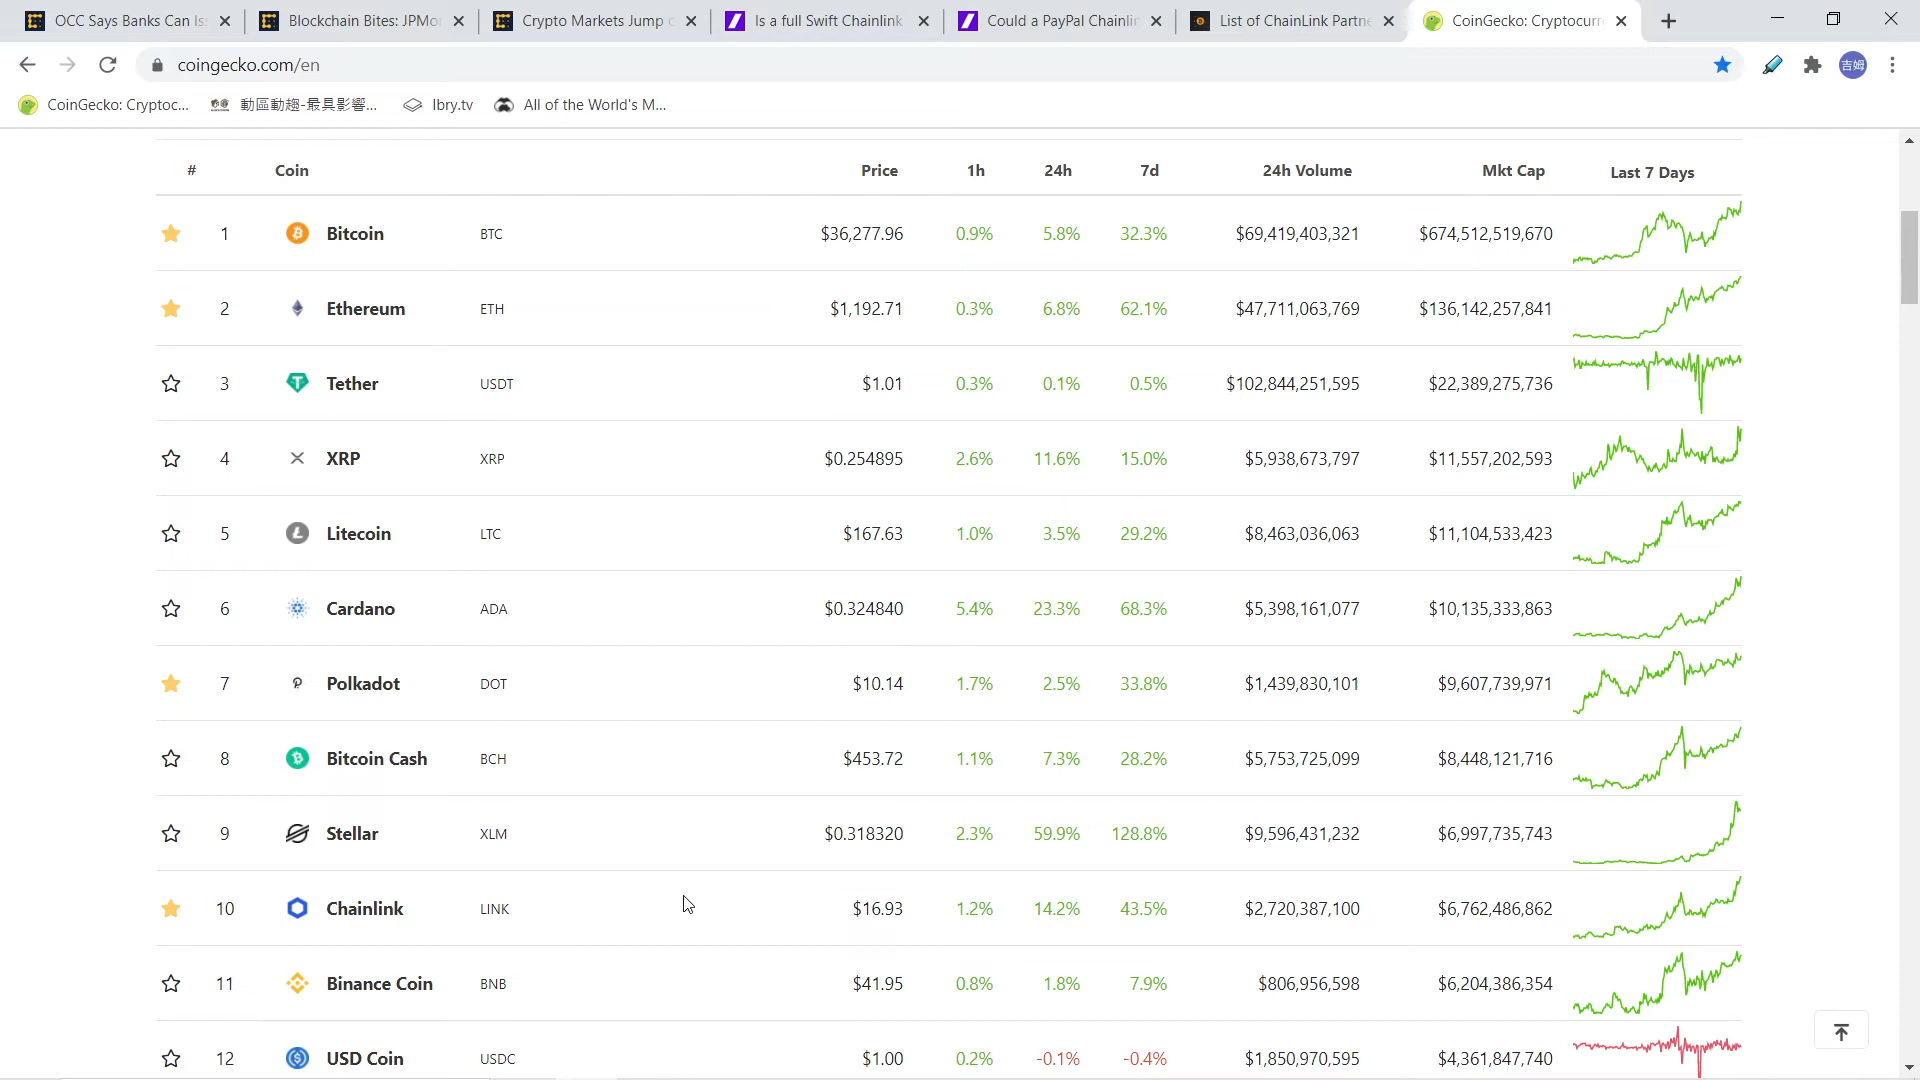 OCC Says Banks Can Is
Blockchain Bites: JPMor
Crypto Markets Jump o
Is a full Swift Chainlink
Could a PayPal Chainlin
List of ChainLink Partne
CoinGecko: Cryptocurr
coingecko.com/en
吉姆
CoinGecko: Cryptoc...
動區動趨-最具影響...
lbry.tv
All of the World's M...
# Coin Price 1h 24h 7d 24h Volume Mkt Cap Last 7 Days
1 Bitcoin BTC $36,277.96 0.9% 5.8% 32.3% $69,419,403,321 $674,512,519,670
2 Ethereum ETH $1,192.71 0.3% 6.8% 62.1% $47,711,063,769 $136,142,257,841
3 Tether USDT $1.01 0.3% 0.1% 0.5% $102,844,251,595 $22,389,275,736
4 XRP XRP $0.254895 2.6% 11.6% 15.0% $5,938,673,797 $11,557,202,593
5 Litecoin LTC $167.63 1.0% 3.5% 29.2% $8,463,036,063 $11,104,533,423
6 Cardano ADA $0.324840 5.4% 23.3% 68.3% $5,398,161,077 $10,135,333,863
7 Polkadot DOT $10.14 1.7% 2.5% 33.8% $1,439,830,101 $9,607,739,971
8 Bitcoin Cash BCH $453.72 1.1% 7.3% 28.2% $5,753,725,099 $8,448,121,716
9 Stellar XLM $0.318320 2.3% 59.9% 128.8% $9,596,431,232 $6,997,735,743
10 Chainlink LINK $16.93 1.2% 14.2% 43.5% $2,720,387,100 $6,762,486,862
11 Binance Coin BNB $41.95 0.8% 1.8% 7.9% $806,956,598 $6,204,386,354
12 USD Coin USDC $1.00 0.2% -0.1% -0.4% $1,850,970,595 $4,361,847,740